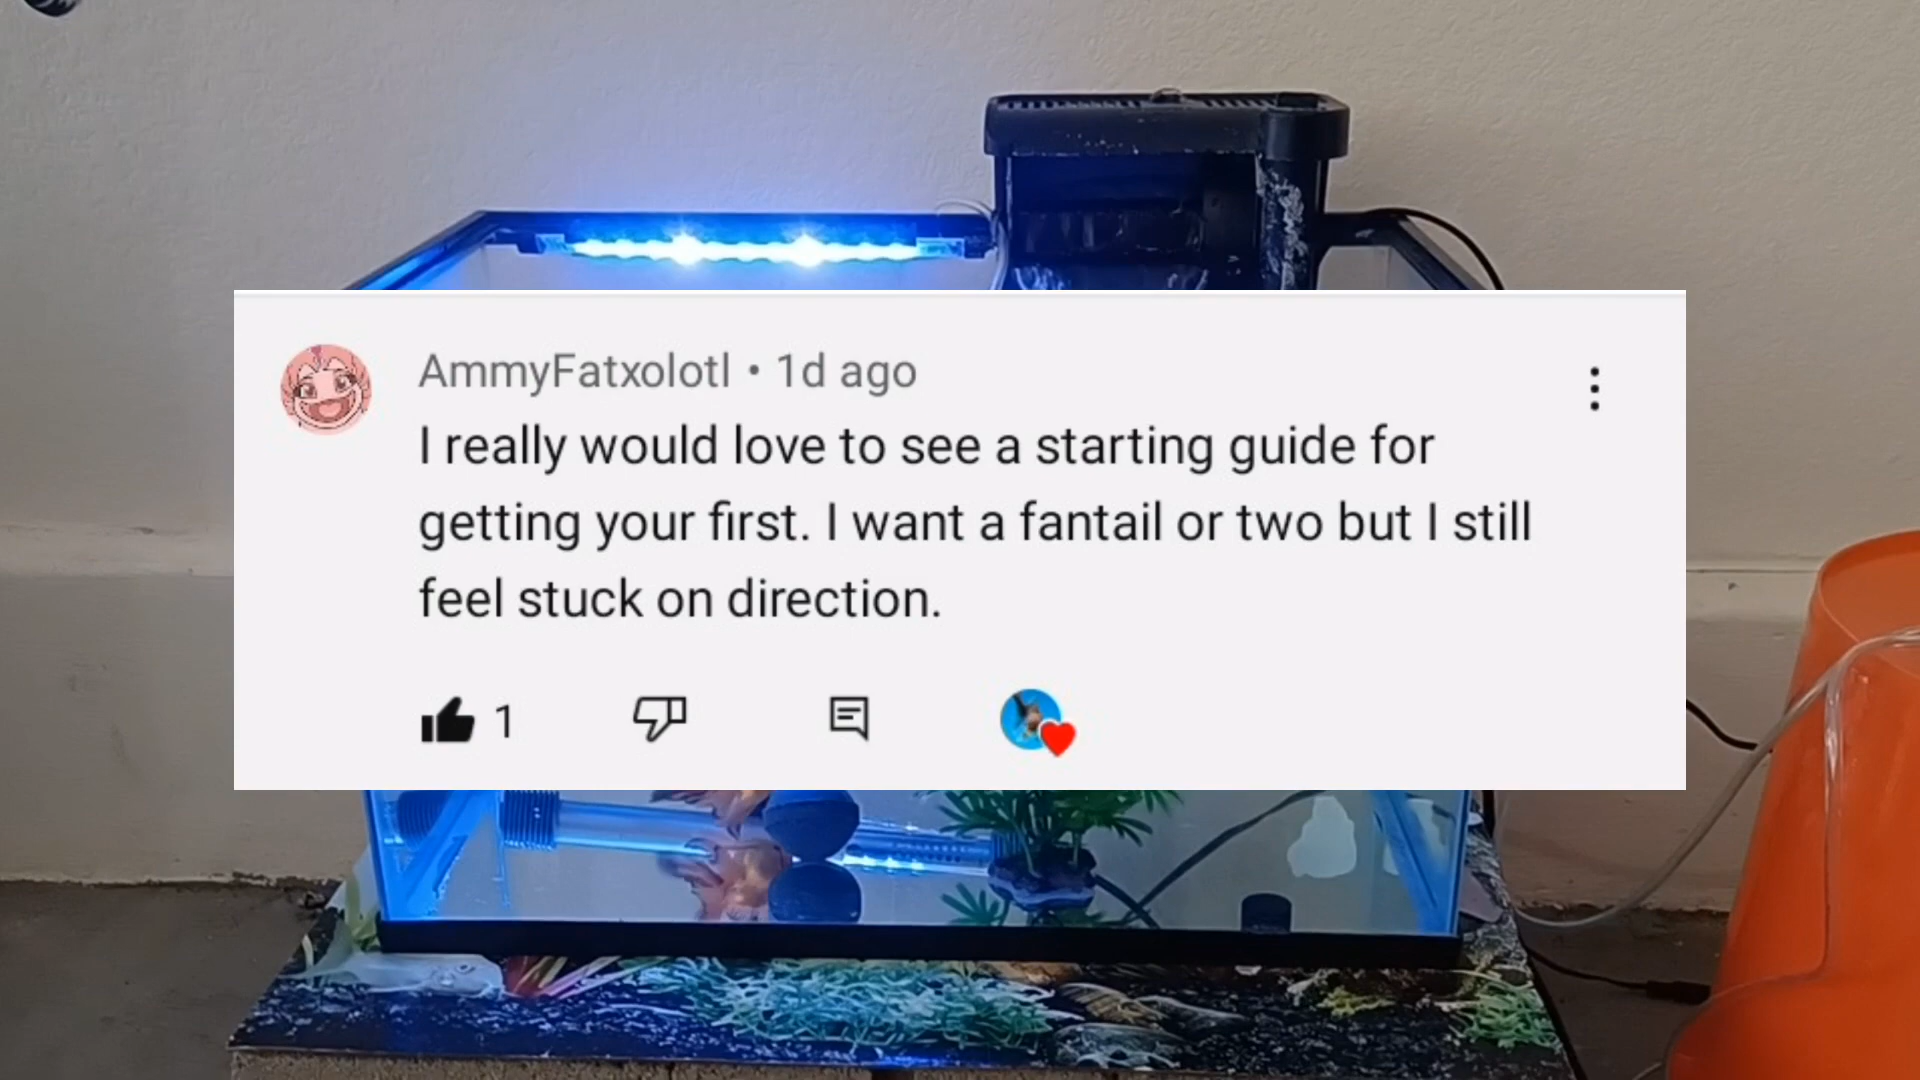 AmmyFatxolotl • 1d ago
I really would love to see a starting guide for
getting your first. I want a fantail or two but I still
feel stuck on direction.
1